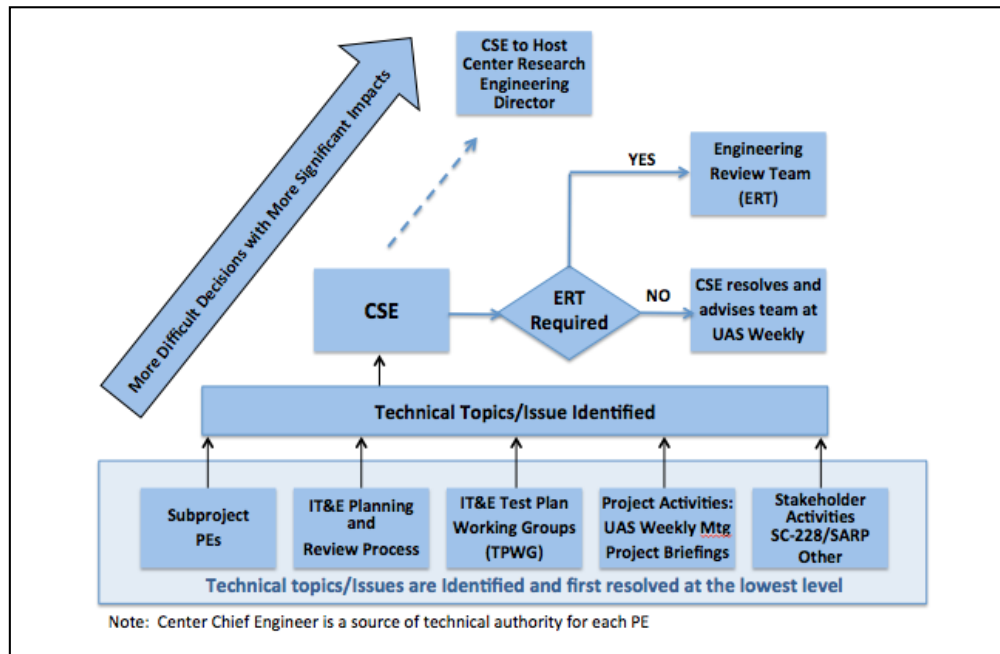 CSE to Host
Center Research
Engineering
Director
More Difficult Decisions with More Significant Impacts
YES
Engineering
Review Team
(ERT)
CSE
ERT
Required
NO
CSE resolves and
advises team at
UAS Weekly
Technical Topics/Issue Identified
Subproject
PEs
IT&E Planning
and
Review Process
IT&E Test Plan
Working Groups
(TPWG)
Project Activities:
UAS Weekly Mtg
Project Briefings
Stakeholder
Activities
SC-228/SARP
Other
Technical topics/Issues are Identified and first resolved at the lowest level
Note: Center Chief Engineer is a source of technical authority for each PE